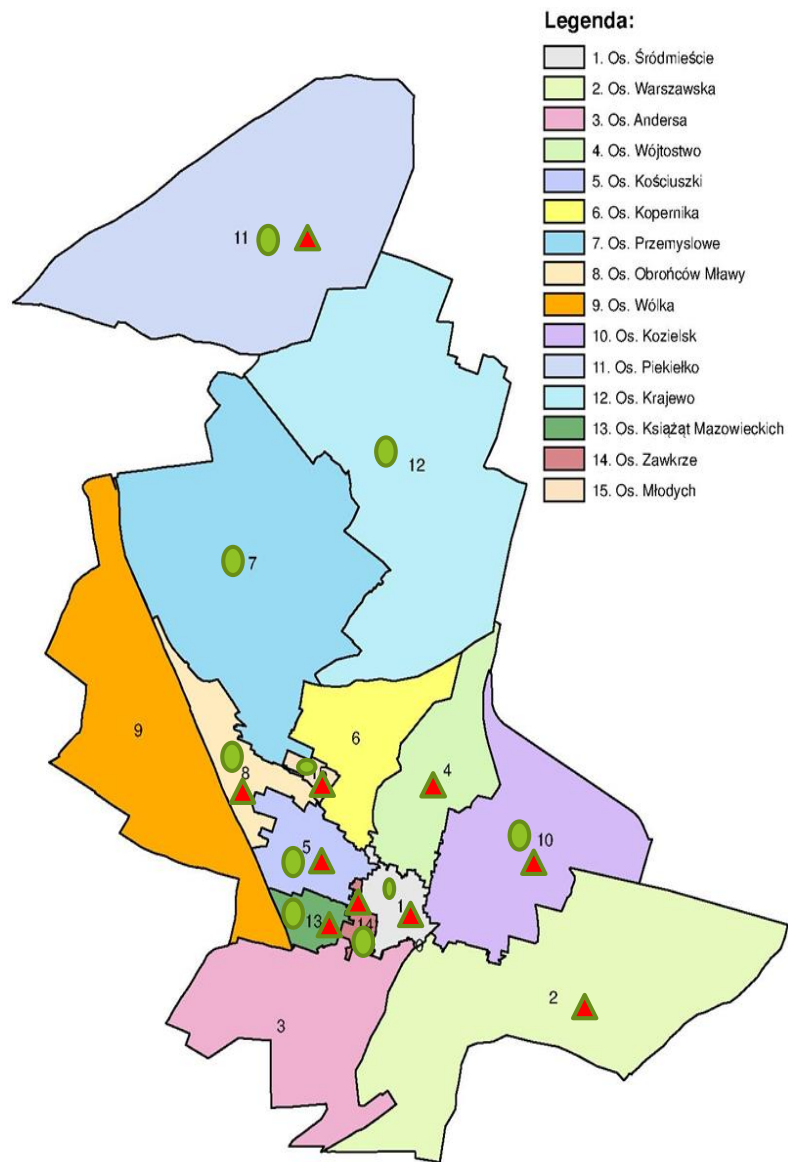 Legenda:
1. Os. Śródmieście
2. Os. Warszawska
3. Os. Andersa
4. Os. Wójtostwo
5. Os. Kościuszki
6. Os. Kopernika
7. Os. Przemyslowe
8. Os. Obrońców Mławy
9. Os. Wólka
10. Os. Kozielsk
11. Os. Piekiełko
12. Os. Krajewo
13. Os. Książąt Mazowieckich
14. Os. Zawkrze
15. Os. Młodych
11
12
7
9
6
8
4
5
10
13
14
1
2
3